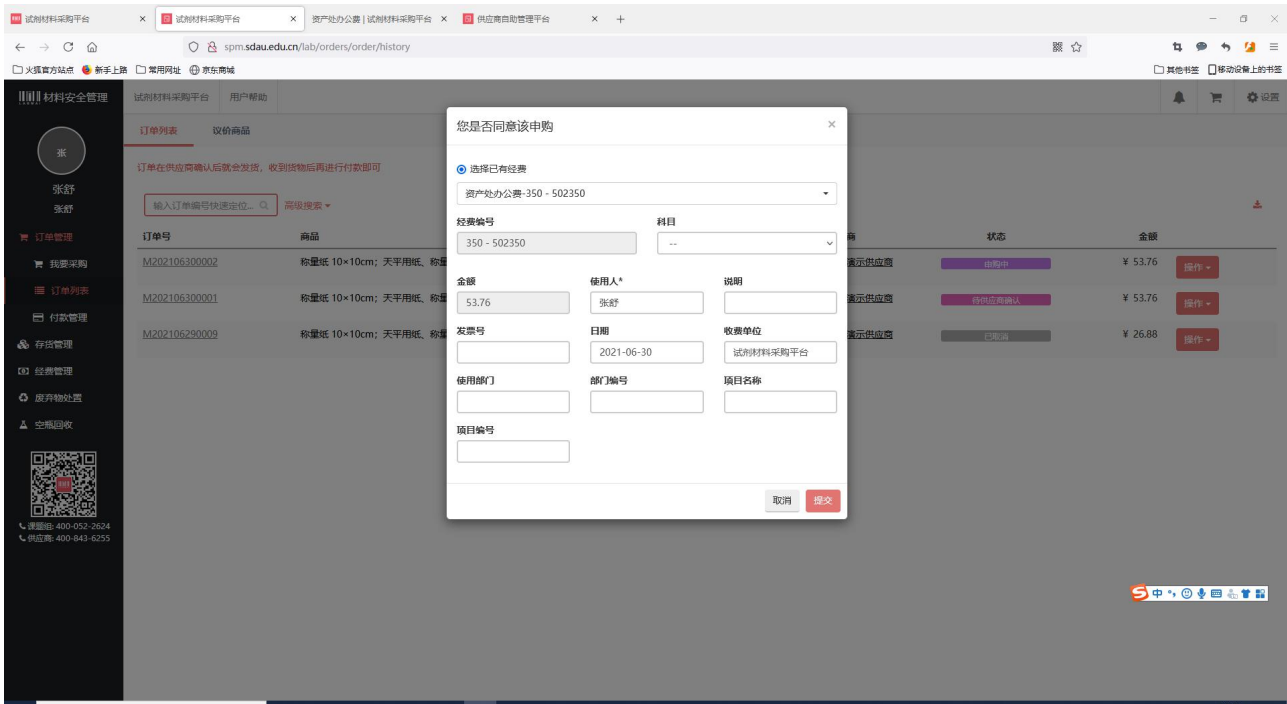 试剂材料采购平台 × 试剂材料采购平台 × 资产处办公费 | 试剂材料采购平台 × 供应商自助管理平台 × +
spm.sdau.edu.cn/lab/orders/order/history
火狐官方站点 新手上路 常用网址 京东商城 其他书签 移动设备上的书签
材料安全管理 试剂材料采购平台 用户帮助 设置
订单列表 议价商品
张
张舒
张舒
订单在供应商确认后就会发货，收到货物后再进行付款即可
输入订单编号快速定位... 高级搜索
订单管理
我要采购
订单列表
付款管理
存货管理
经费管理
废弃物处置
空瓶回收
课题组: 400-052-2624
供应商: 400-843-6255
订单号 商品 商 状态 金额
M202106300002 称量纸 10×10cm；天平用纸、称量 演示供应商 申购中 ¥ 53.76 操作
M202106300001 称量纸 10×10cm；天平用纸、称量 演示供应商 待供应商确认 ¥ 53.76 操作
M202106290009 称量纸 10×10cm；天平用纸、称量 演示供应商 已取消 ¥ 26.88 操作
您是否同意该申购 ×
选择已有经费
资产处办公费-350 - 502350
经费编号 科目
350 - 502350 --
金额 使用人* 说明
53.76 张舒
发票号 日期 收费单位
2021-06-30 试剂材料采购平台
使用部门 部门编号 项目名称
项目编号
取消 提交
中